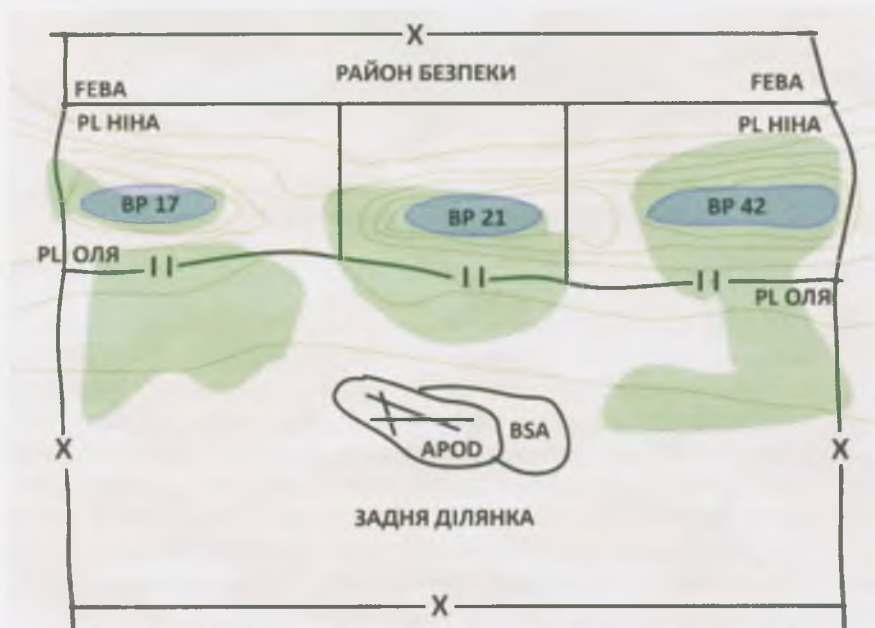 X
РАЙОН БЕЗПЕКИ
FEBA
FEBA
PL НІНА
PL НІНА
BP 17
BP 21
BP 42
PL ОЛЯ
I I
I I
I I
PL ОЛЯ
APOD
BSA
X
X
ЗАДНЯ ДІЛЯНКА
X